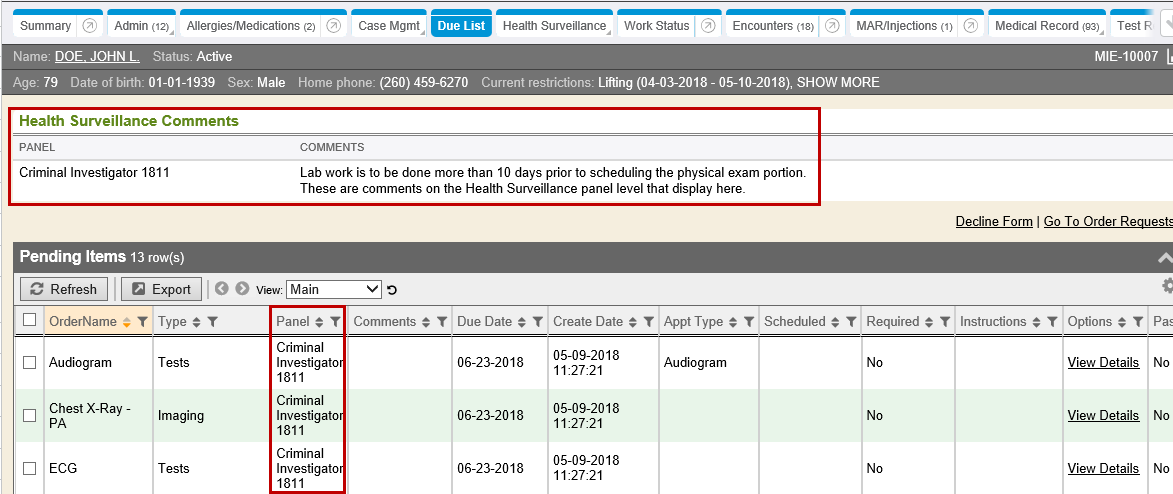 Summary Admin (12) Allergies/Medications (2) Case Mgmt Due List Health Surveillance Work Status Encounters (18) MAR/Injections (1) Medical Record (93) Test R
Name: DOE, JOHN L. Status: Active MIE-10007
Age: 79 Date of birth: 01-01-1939 Sex: Male Home phone: (260) 459-6270 Current restrictions: Lifting (04-03-2018 - 05-10-2018), SHOW MORE
Health Surveillance Comments
PANEL COMMENTS
Criminal Investigator 1811 Lab work is to be done more than 10 days prior to scheduling the physical exam portion.
These are comments on the Health Surveillance panel level that display here.
Decline Form | Go To Order Requests
Pending Items 13 row(s)
Refresh Export View: Main
OrderName Type Panel Comments Due Date Create Date Appt Type Scheduled Required Instructions Options Pas
Audiogram Tests Criminal Investigator 1811 06-23-2018 05-09-2018 11:27:21 Audiogram No View Details No
Chest X-Ray - PA Imaging Criminal Investigator 1811 06-23-2018 05-09-2018 11:27:21 No View Details No
ECG Tests Criminal Investigator 1811 06-23-2018 05-09-2018 11:27:21 No View Details No